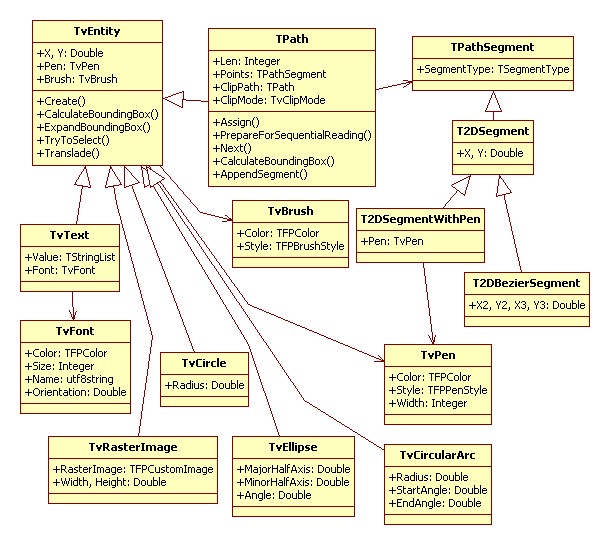 TvEntity
+X, Y: Double
+Pen: TvPen
+Brush: TvBrush
+Create()
+CalculateBoundingBox()
+ExpandBoundingBox()
+TryToSelect()
+Translade()
TPath
+Len: Integer
+Points: TPathSegment
+ClipPath: TPath
+ClipMode: TvClipMode
+Assign()
+PrepareForSequentialReading()
+Next()
+CalculateBoundingBox()
+AppendSegment()
TPathSegment
+SegmentType: TSegmentType
T2DSegment
+X, Y: Double
TvBrush
+Color: TFPColor
+Style: TFPBrushStyle
T2DSegmentWithPen
+Pen: TvPen
TvText
+Value: TStringList
+Font: TvFont
T2DBezierSegment
+X2, Y2, X3, Y3: Double
TvFont
+Color: TFPColor
+Size: Integer
+Name: utf8string
+Orientation: Double
TvCircle
+Radius: Double
TvPen
+Color: TFPColor
+Style: TFPPenStyle
+Width: Integer
TvRasterImage
+RasterImage: TFPCustomImage
+Width, Height: Double
TvEllipse
+MajorHalfAxis: Double
+MinorHalfAxis: Double
+Angle: Double
TvCircularArc
+Radius: Double
+StartAngle: Double
+EndAngle: Double